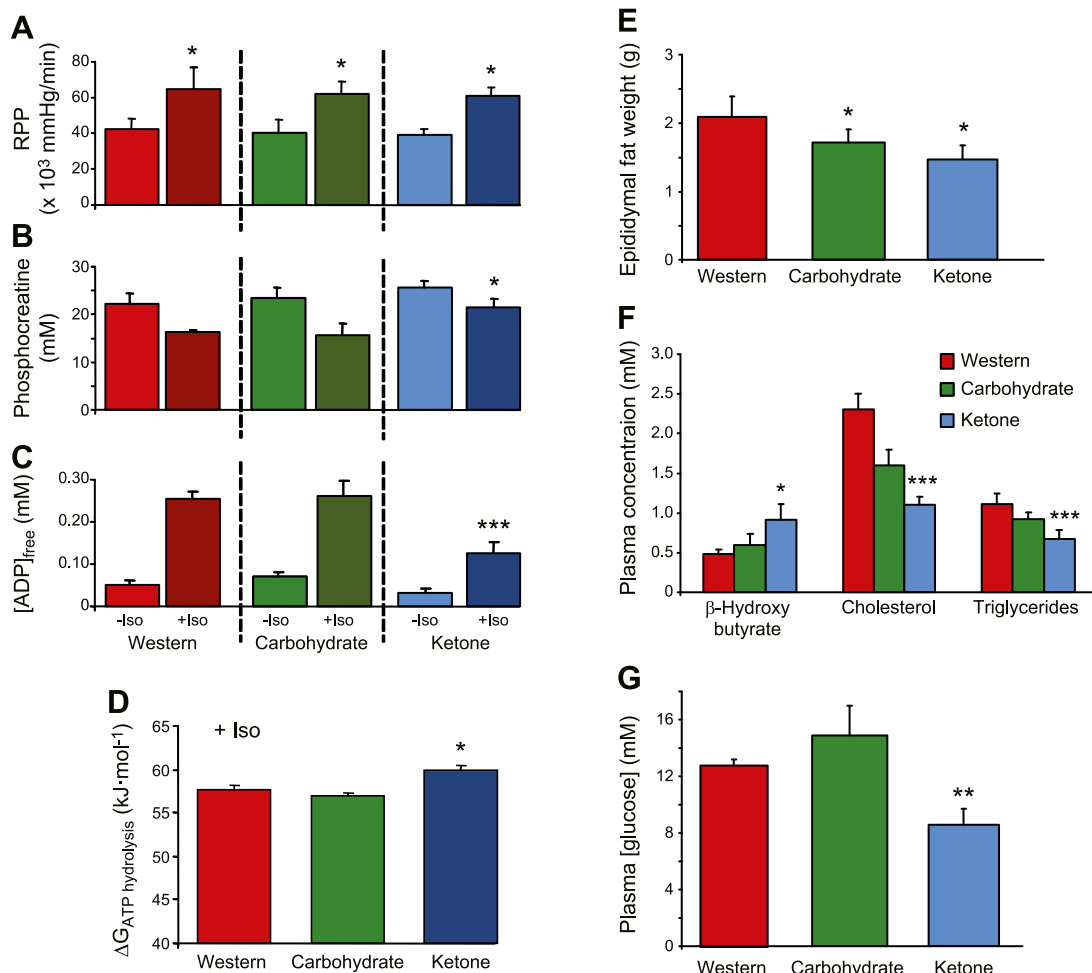 A
RPP
(x 10³ mmHg/min)
80
60
40
20
0
*
*
*
B
Phosphocreatine
(mM)
30
20
10
0
*
C
[ADP]free (mM)
0.30
0.20
0.10
0
***
-Iso +Iso -Iso +Iso -Iso +Iso
Western Carbohydrate Ketone
D
ΔGATP hydrolysis (kJ·mol-1)
+ Iso
65
60
55
50
45
40
*
Western Carbohydrate Ketone
E
Epididymal fat weight (g)
3
2
1
0
*
*
Western Carbohydrate Ketone
F
Plasma concentraion (mM)
3.0
2.5
2.0
1.5
1.0
0.5
0
Western
Carbohydrate
Ketone
*
***
***
β-Hydroxy
butyrate
Cholesterol
Triglycerides
G
Plasma [glucose] (mM)
16
12
8
4
0
**
Western Carbohydrate Ketone